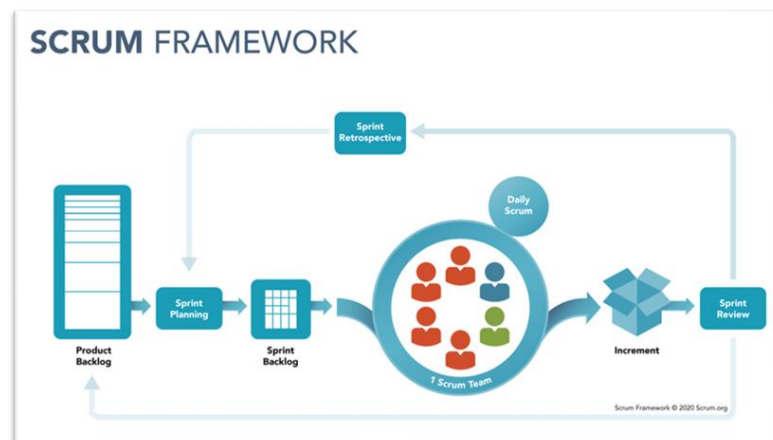 SCRUM FRAMEWORK
Sprint
Retrospective
Daily
Scrum
Sprint
Planning
Sprint
Review
Product
Backlog
Sprint
Backlog
1 Scrum Team
Increment
Scrum Framework © 2020 Scrum.org